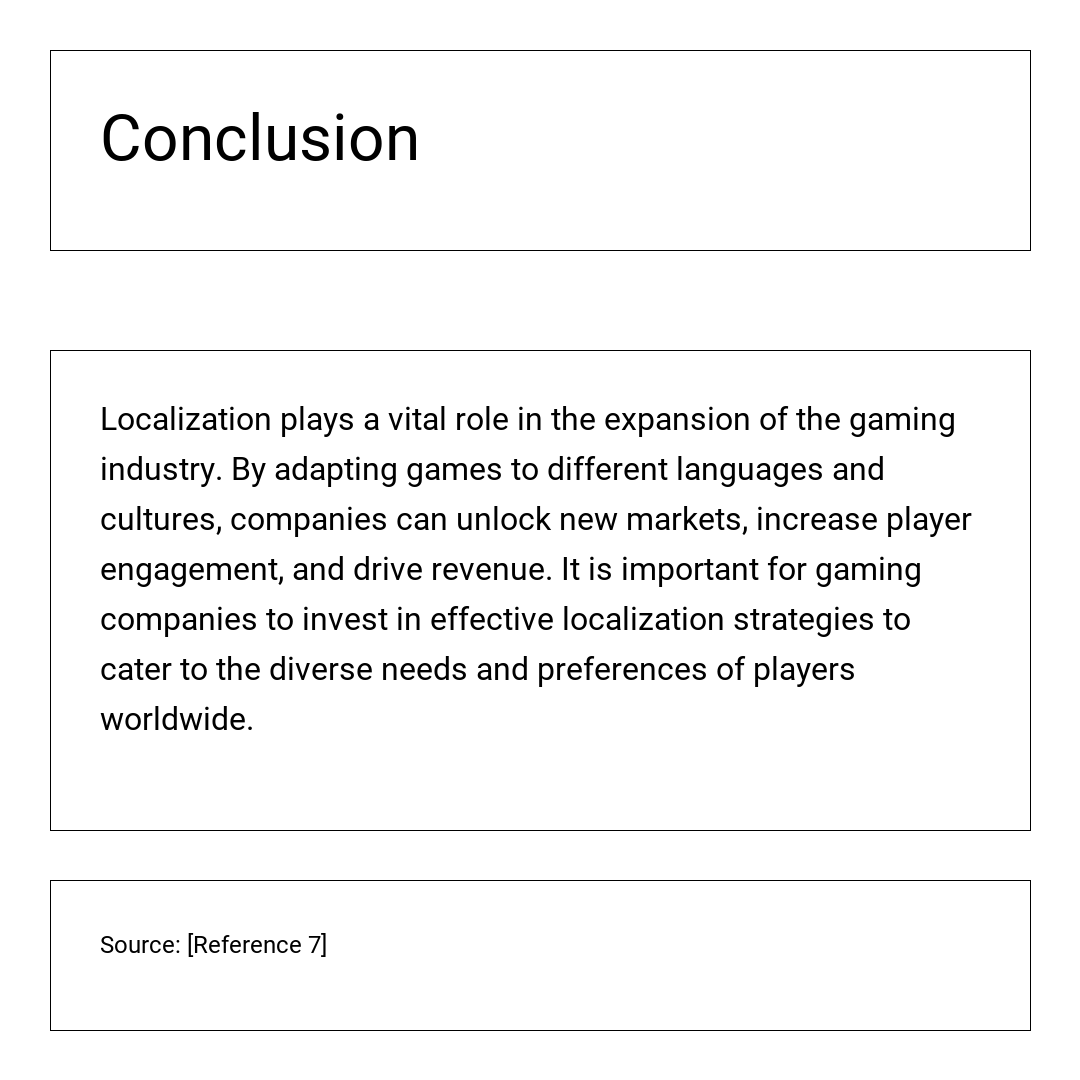 Conclusion
Localization plays a vital role in the expansion of the gaming
industry. By adapting games to different languages and
cultures, companies can unlock new markets, increase player
engagement, and drive revenue. It is important for gaming
companies to invest in effective localization strategies to
cater to the diverse needs and preferences of players
worldwide.
Source: [Reference 7]